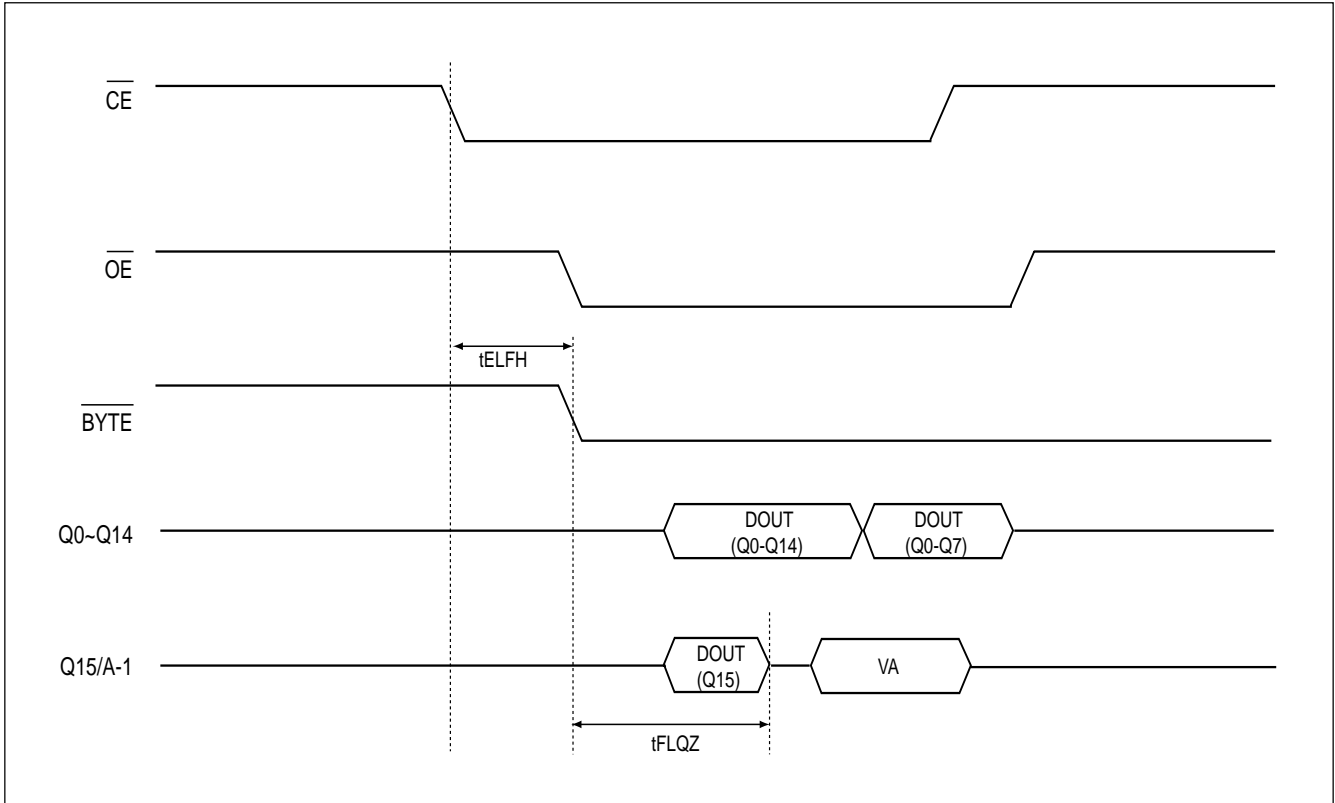 CE
OE
tELFH
BYTE
Q0~Q14
DOUT
(Q0-Q14)
DOUT
(Q0-Q7)
Q15/A-1
DOUT
(Q15)
VA
tFLQZ